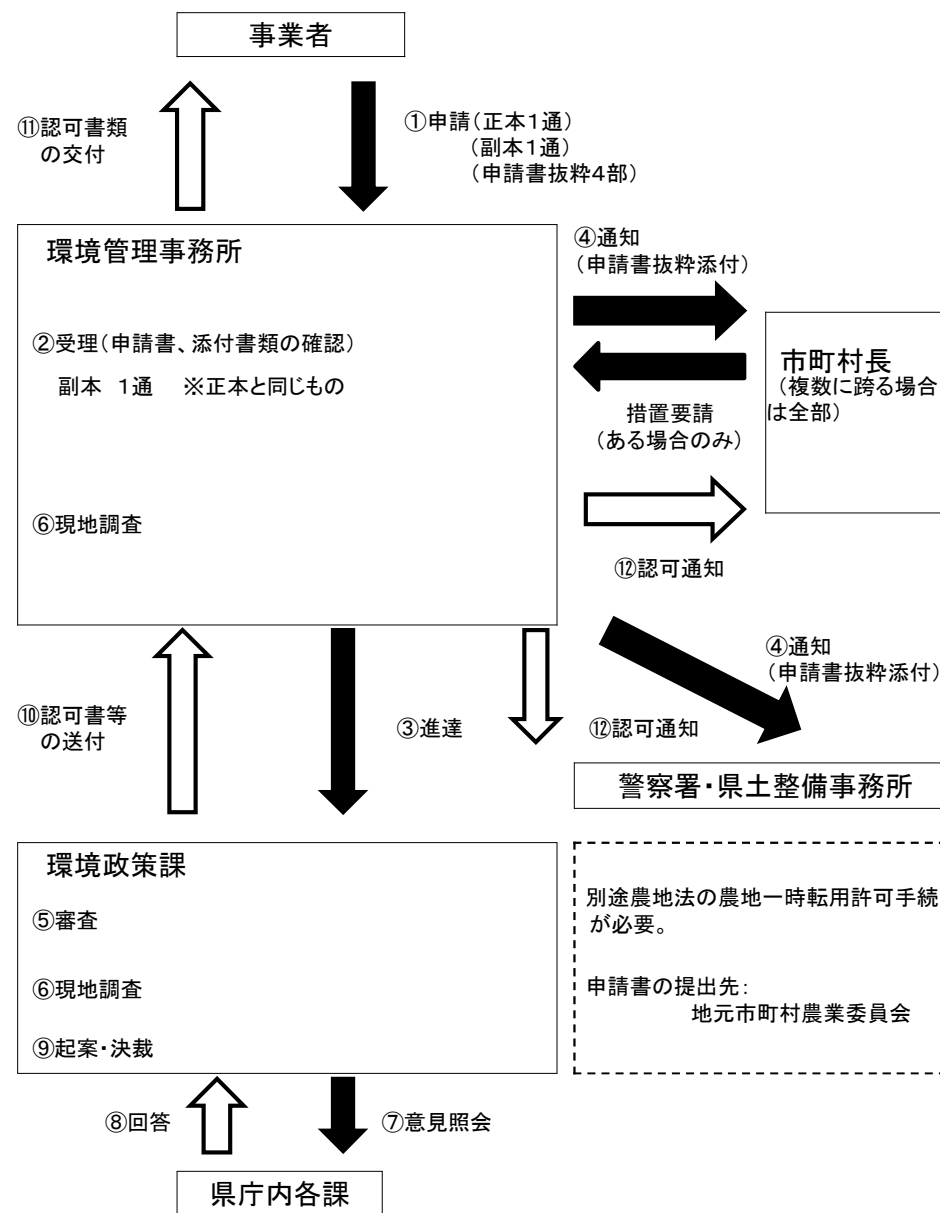 事業者
⑪認可書類
の交付
①申請(正本1通)
(副本1通)
(申請書抜粋4部)
環境管理事務所
②受理(申請書、添付書類の確認)
副本 1通 ※正本と同じもの
⑥現地調査
④通知
(申請書抜粋添付)
市町村長
(複数に跨る場合
は全部)
措置要請
(ある場合のみ)
⑫認可通知
⑩認可書等
の送付
③進達
⑫認可通知
④通知
(申請書抜粋添付)
警察署・県土整備事務所
環境政策課
⑤審査
⑥現地調査
⑨起案・決裁
別途農地法の農地一時転用許可手続
が必要。
申請書の提出先:
地元市町村農業委員会
⑧回答
⑦意見照会
県庁内各課